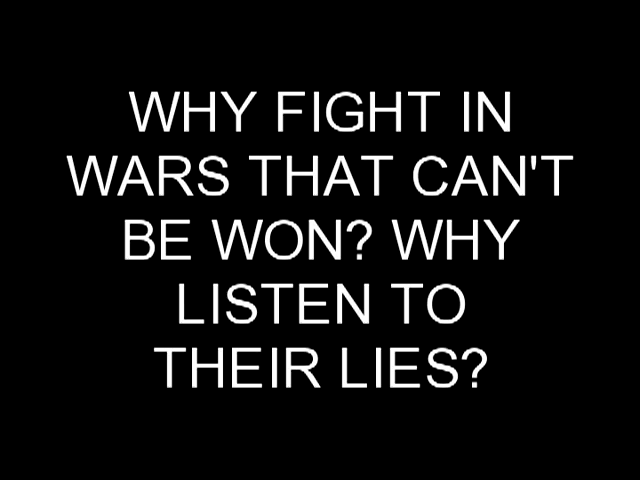 WHY FIGHT IN
WARS THAT CAN'T
BE WON? WHY
LISTEN TO
THEIR LIES?